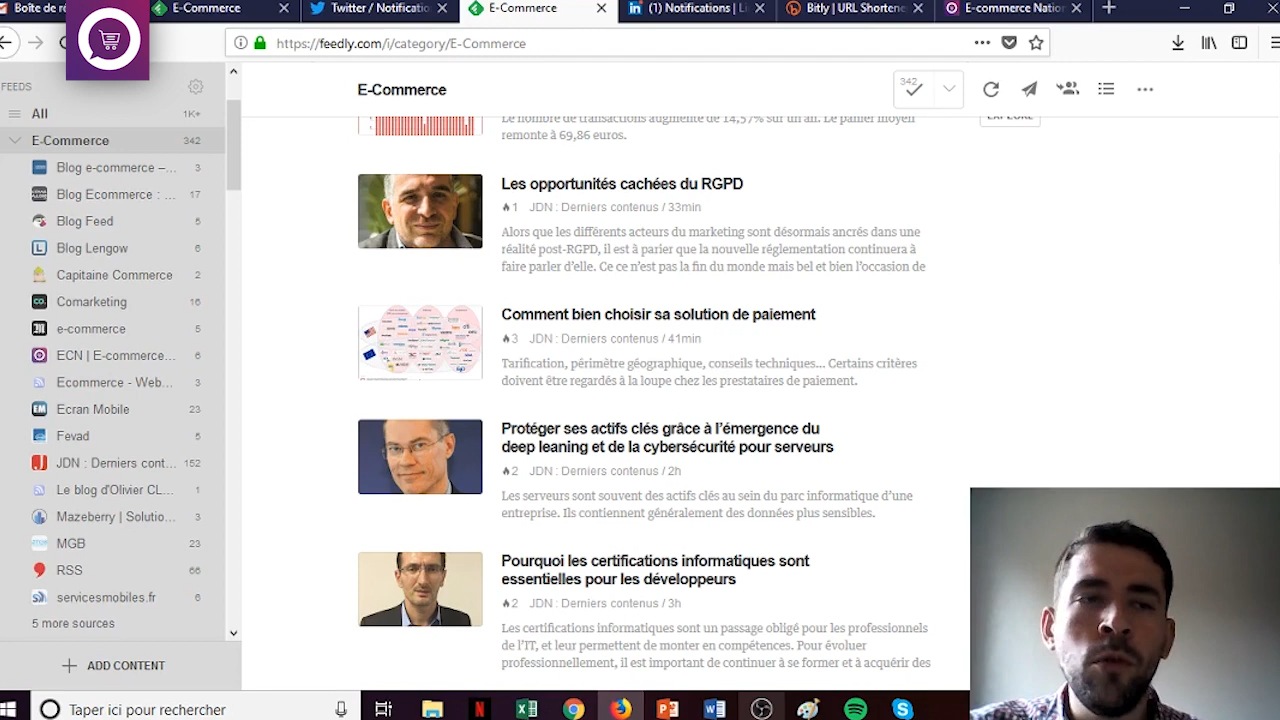 Boîte de ré
E-Commerce
Twitter / Notificatio
E-Commerce
(1) Notifications | Li
Bitly | URL Shortene
E-commerce Nation
https://feedly.com/i/category/E-Commerce
FEEDS
All 1K+
E-Commerce 342
Blog e-commerce –... 3
Blog Ecommerce : ... 17
Blog Feed
Blog Lengow 6
Capitaine Commerce 2
Comarketing 16
e-commerce 5
ECN | E-commerce... 6
Ecommerce - Web... 3
Ecran Mobile 23
Fevad
JDN : Derniers cont... 152
Le blog d'Olivier CL... 1
Mazeberry | Solutio... 3
MGB 23
RSS 66
servicesmobiles.fr 6
5 more sources
ADD CONTENT
E-Commerce
342
Le nombre de transactions augmente de 14,57% sur un an. Le panier moyen
remonte à 69,86 euros.
EXPLORE
Les opportunités cachées du RGPD
1 JDN : Derniers contenus / 33min
Alors que les différents acteurs du marketing sont désormais ancrés dans une
réalité post-RGPD, il est à parier que la nouvelle réglementation continuera à
faire parler d'elle. Ce ce n'est pas la fin du monde mais bel et bien l'occasion de
Comment bien choisir sa solution de paiement
3 JDN : Derniers contenus / 41min
Tarification, périmètre géographique, conseils techniques... Certains critères
doivent être regardés à la loupe chez les prestataires de paiement.
Protéger ses actifs clés grâce à l'émergence du
deep leaning et de la cybersécurité pour serveurs
2 JDN : Derniers contenus / 2h
Les serveurs sont souvent des actifs clés au sein du parc informatique d'une
entreprise. Ils contiennent généralement des données plus sensibles.
Pourquoi les certifications informatiques sont
essentielles pour les développeurs
2 JDN : Derniers contenus / 3h
Les certifications informatiques sont un passage obligé pour les professionnels
de l'IT, et leur permettent de monter en compétences. Pour évoluer
professionnellement, il est important de continuer à se former et à acquérir des
Taper ici pour rechercher